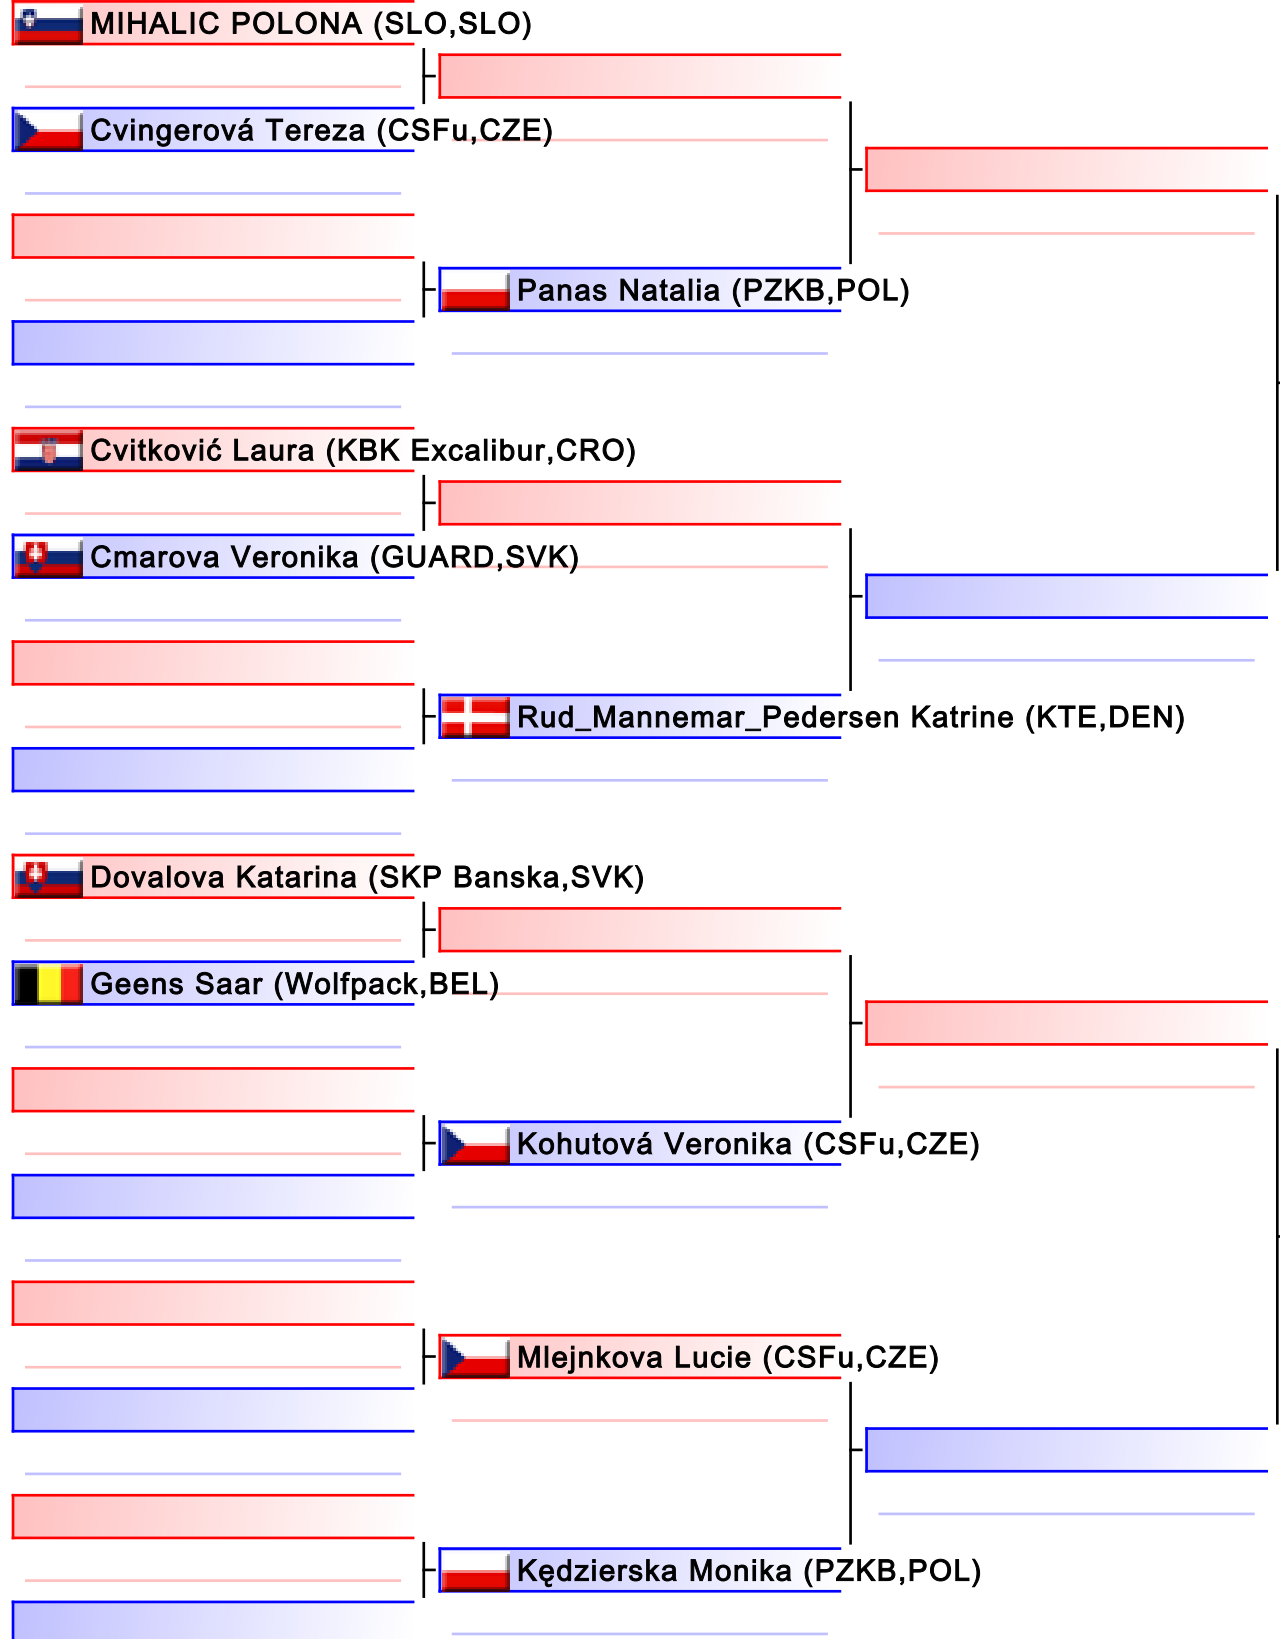 MIHALIC POLONA (SLO,SLO)
Cvingerová Tereza (CSFu,CZE)
Panas Natalia (PZKB,POL)
Cvitković Laura (KBK Excalibur,CRO)
Cmarova Veronika (GUARD,SVK)
Rud_Mannemar_Pedersen Katrine (KTE,DEN)
Dovalova Katarina (SKP Banska,SVK)
Geens Saar (Wolfpack,BEL)
Kohutová Veronika (CSFu,CZE)
Mlejnkova Lucie (CSFu,CZE)
Kędzierska Monika (PZKB,POL)